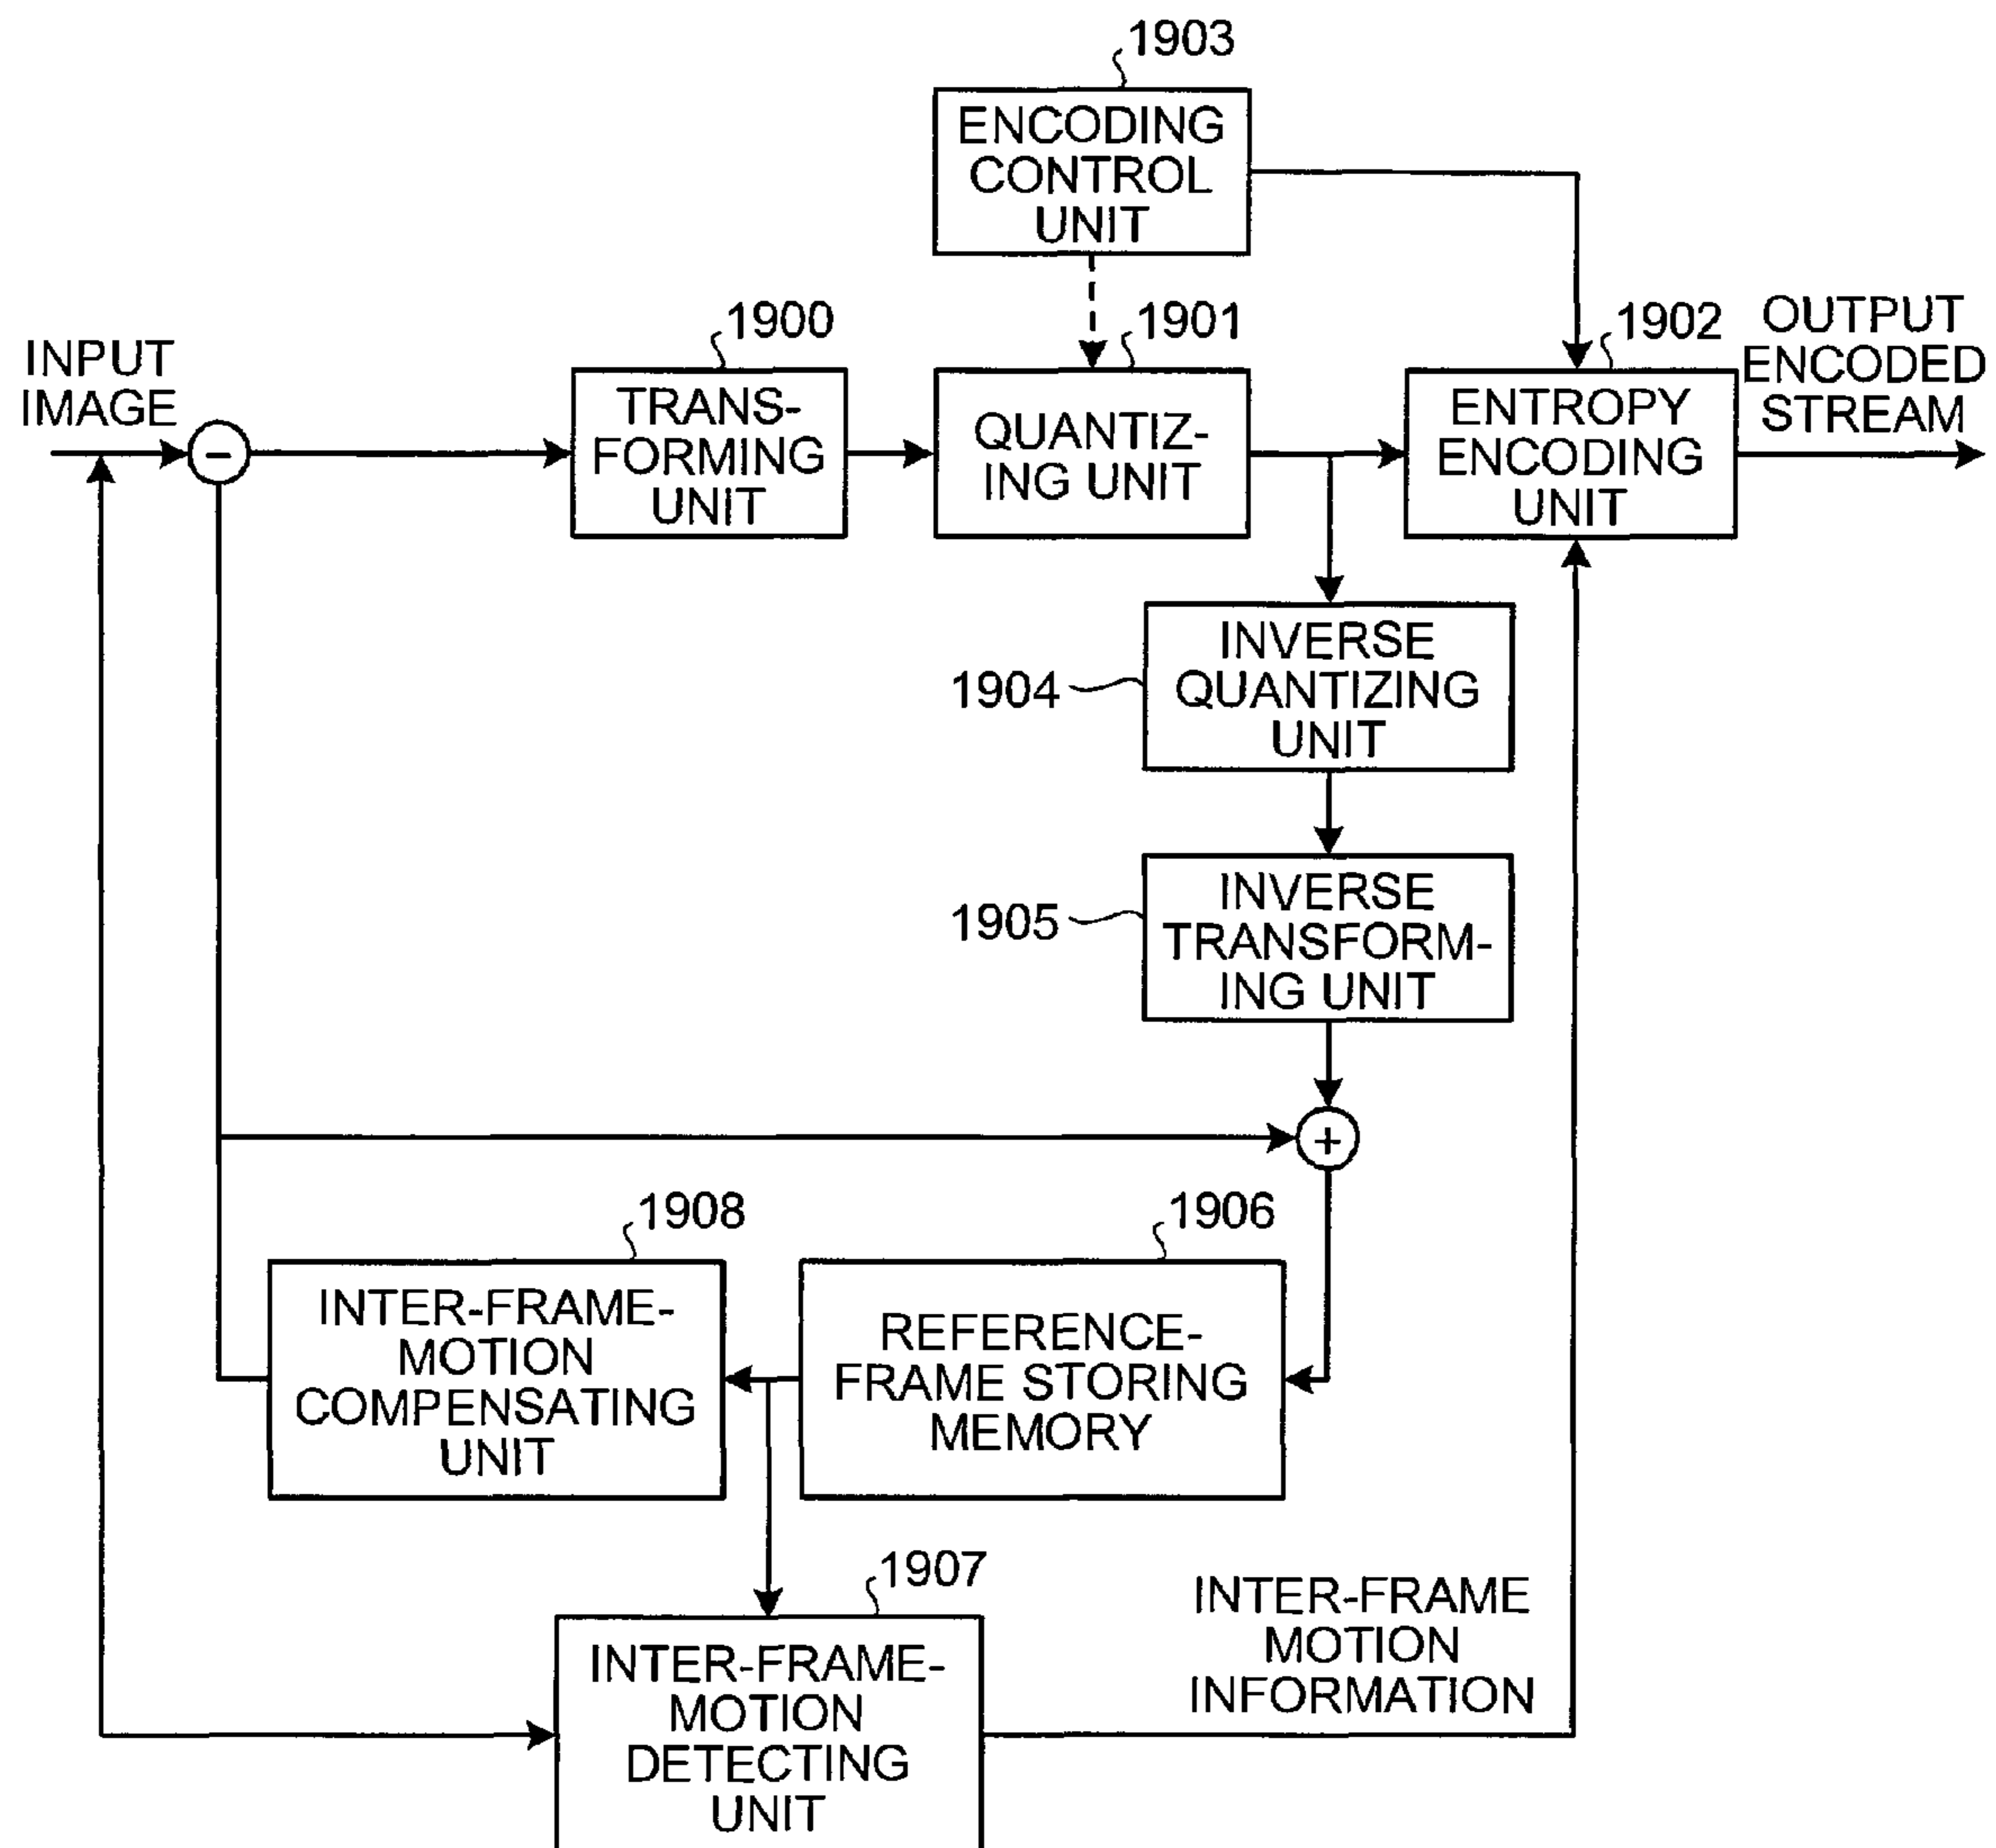 1903
ENCODING
CONTROL
UNIT
INPUT
IMAGE
-
1900
TRANS-
FORMING
UNIT
1901
QUANTIZ-
ING UNIT
1902
ENTROPY
ENCODING
UNIT
OUTPUT
ENCODED
STREAM
1904
INVERSE
QUANTIZING
UNIT
1905
INVERSE
TRANSFORM-
ING UNIT
+
1908
INTER-FRAME-
MOTION
COMPENSATING
UNIT
1906
REFERENCE-
FRAME STORING
MEMORY
1907
INTER-FRAME-
MOTION
DETECTING
UNIT
INTER-FRAME
MOTION
INFORMATION